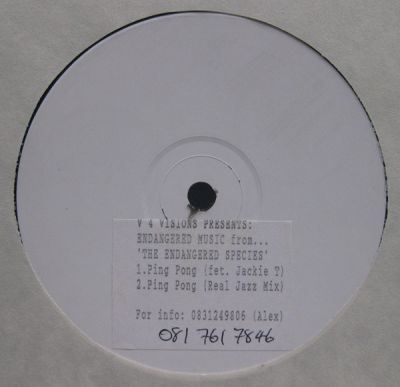 V 4 VISIONS PRESENTS:
ENDANGERED MUSIC from...
'THE ENDANGERED SPECIES'
1.Ping Pong (fet. Jackie T)
2.Ping Pong (Real Jazz Mix)
For info: 0831249806 (Alex)
081 761 7846